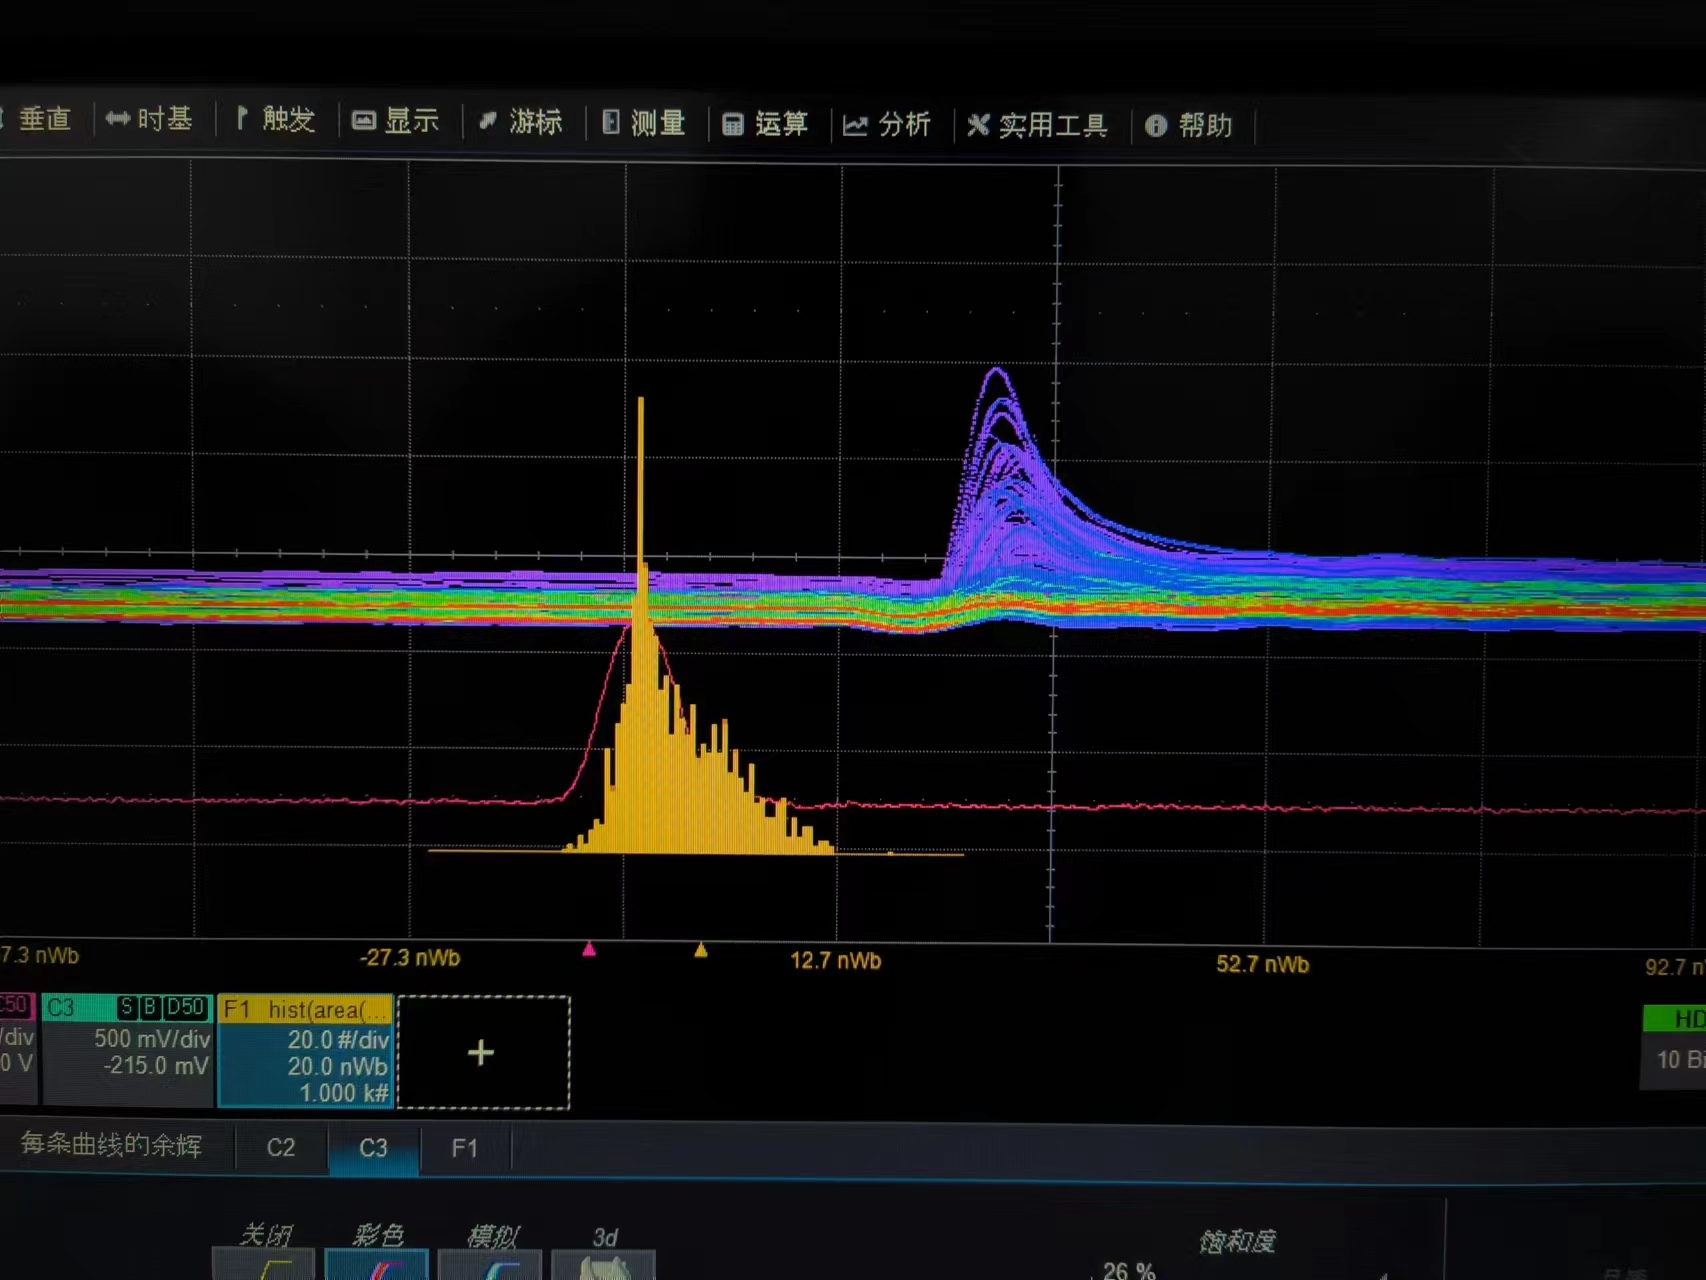 垂直 时基 触发 显示 游标 测量 运算 分析 实用工具 帮助
7.3 nWb -27.3 nWb 12.7 nWb 52.7 nWb 92.7 n
C50 C3 S B D50 F1 hist(area(... HD
/div 500 mV/div 20.0 #/div
0 V -215.0 mV 20.0 nWb 10 Bi
1.000 k#
+
每条曲线的余辉 C2 C3 F1
关闭 彩色 模拟 3d 饱和度
26 %